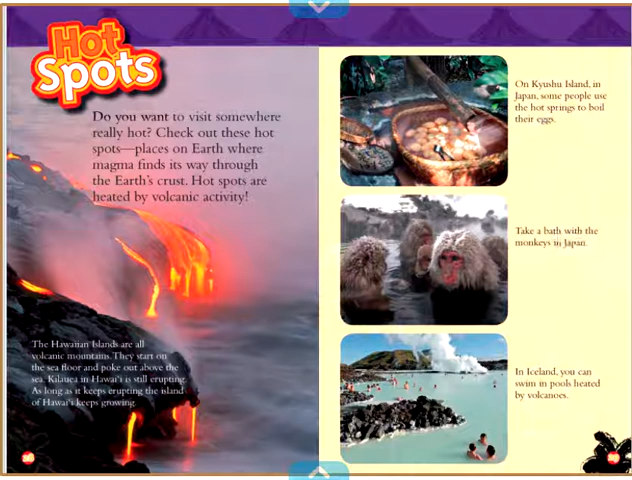 Hot
Spots
Do you want to visit somewhere
really hot? Check out these hot
spots—places on Earth where
magma finds its way through
the Earth's crust. Hot spots are
heated by volcanic activity!
The Hawaiian Islands are all
volcanic mountains. They start on
the sea floor and poke out above the
sea. Kilauea in Hawai'i is still erupting.
As long as it keeps erupting the island
of Hawai'i keeps growing.
On Kyushu Island, in
Japan, some people use
the hot springs to boil
their eggs.
Take a bath with the
monkeys in Japan.
In Iceland, you can
swim in pools heated
by volcanoes.